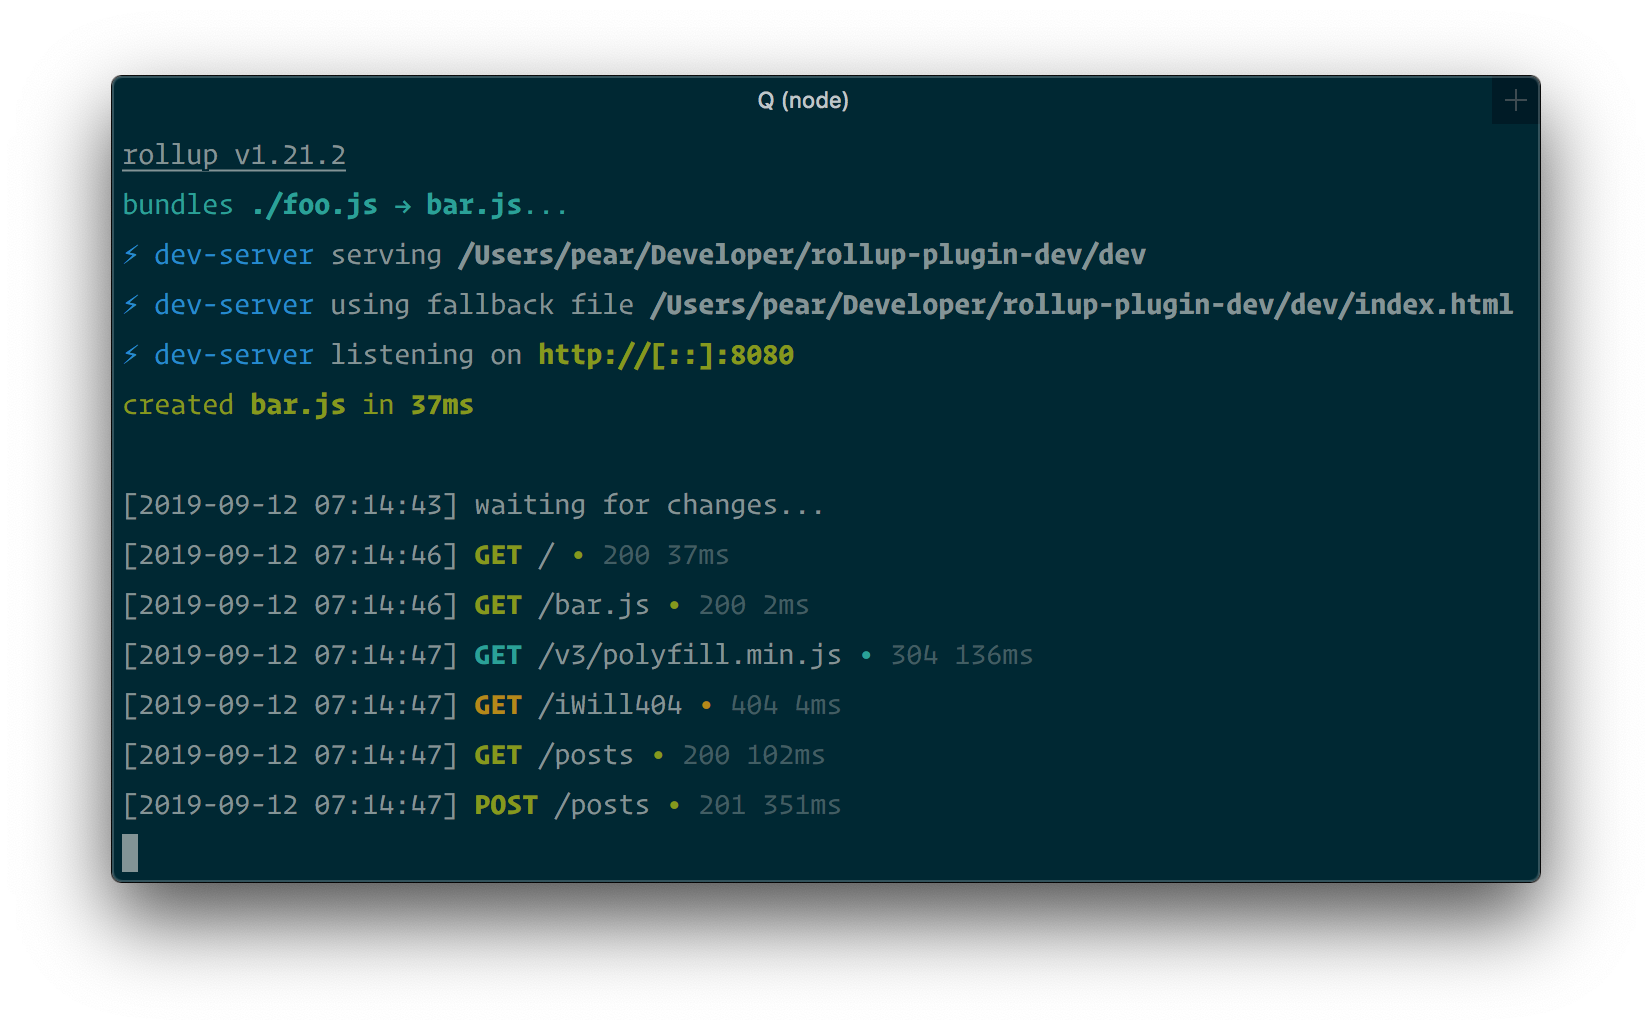 Q (node)
rollup v1.21.2
bundles ./foo.js → bar.js...
⚡ dev-server serving /Users/pear/Developer/rollup-plugin-dev/dev
⚡ dev-server using fallback file /Users/pear/Developer/rollup-plugin-dev/dev/index.html
⚡ dev-server listening on http://[::]:8080
created bar.js in 37ms
[2019-09-12 07:14:43] waiting for changes...
[2019-09-12 07:14:46] GET / • 200 37ms
[2019-09-12 07:14:46] GET /bar.js • 200 2ms
[2019-09-12 07:14:47] GET /v3/polyfill.min.js • 304 136ms
[2019-09-12 07:14:47] GET /iWill404 • 404 4ms
[2019-09-12 07:14:47] GET /posts • 200 102ms
[2019-09-12 07:14:47] POST /posts • 201 351ms